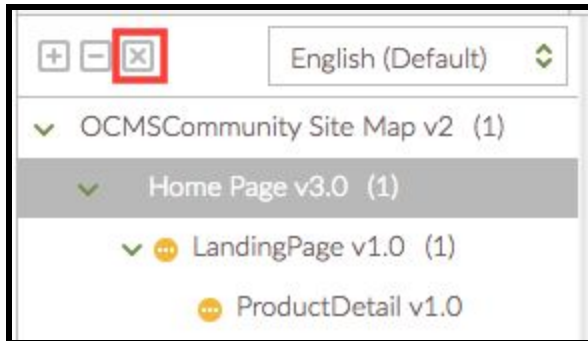 English (Default)
OCMSCommunity Site Map v2 (1)
Home Page v3.0 (1)
LandingPage v1.0 (1)
ProductDetail v1.0